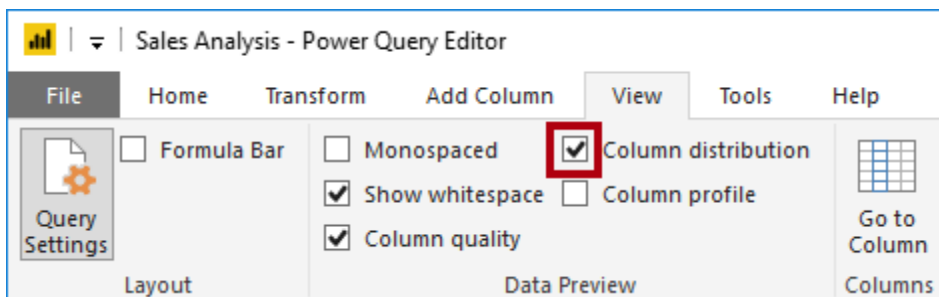 Sales Analysis - Power Query Editor
File Home Transform Add Column View Tools Help
Formula Bar Monospaced Column distribution
Show whitespace Column profile
Query Settings Column quality Go to Column
Layout Data Preview Columns